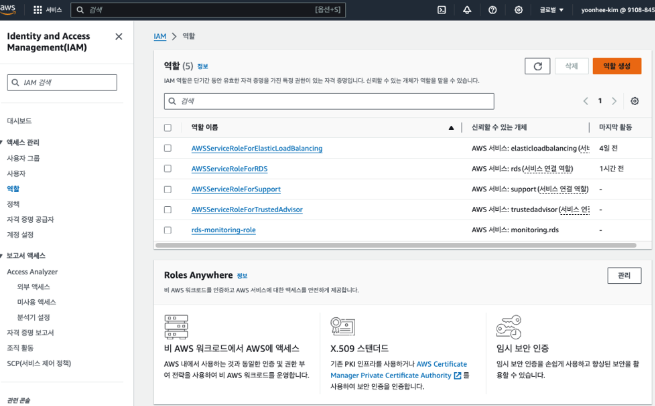 aws
서비스
검색
[옵션+S]
글로벌
yoonhee-kim @ 9108-845
Identity and Access
Management(IAM)
IAM 검색
대시보드
액세스 관리
사용자 그룹
사용자
역할
정책
자격 증명 공급자
계정 설정
보고서 액세스
Access Analyzer
외부 액세스
미사용 액세스
분석기 설정
자격 증명 보고서
조직 활동
SCP(서비스 제어 정책)
관련 콘솔
IAM > 역할
역할 (5) 정보
삭제
역할 생성
IAM 역할은 단기간 동안 유효한 자격 증명을 가진 특정 권한이 있는 자격 증명입니다. 신뢰할 수 있는 개체가 역할을 맡을 수 있습니다.
검색
1
역할 이름 신뢰할 수 있는 개체 마지막 활동
AWSServiceRoleForElasticLoadBalancing AWS 서비스: elasticloadbalancing (서비 4일 전
AWSServiceRoleForRDS AWS 서비스: rds (서비스 연결 역할) 1시간 전
AWSServiceRoleForSupport AWS 서비스: support (서비스 연결 역할) -
AWSServiceRoleForTrustedAdvisor AWS 서비스: trustedadvisor (서비스 연 -
rds-monitoring-role AWS 서비스: monitoring.rds -
Roles Anywhere 정보
관리
비 AWS 워크로드를 인증하고 AWS 서비스에 대한 액세스를 안전하게 제공합니다.
비 AWS 워크로드에서 AWS에 액세스
AWS 내에서 사용하는 것과 동일한 인증 및 권한 부
여 전략을 사용하여 비 AWS 워크로드를 운영합니다.
X.509 스탠더드
기존 PKI 인프라를 사용하거나 AWS Certificate
Manager Private Certificate Authority 를
사용하여 보안 인증을 인증합니다.
임시 보안 인증
임시 보안 인증을 손쉽게 사용하고 향상된 보안을 활
용할 수 있습니다.